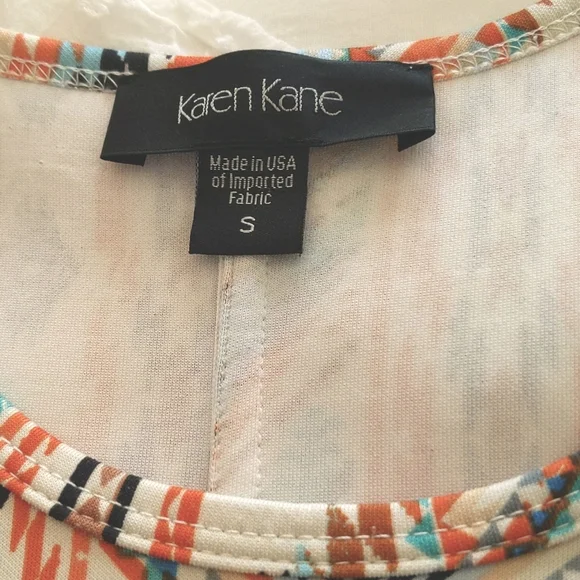 Karen Kane
Made in USA
of Imported
Fabric
S